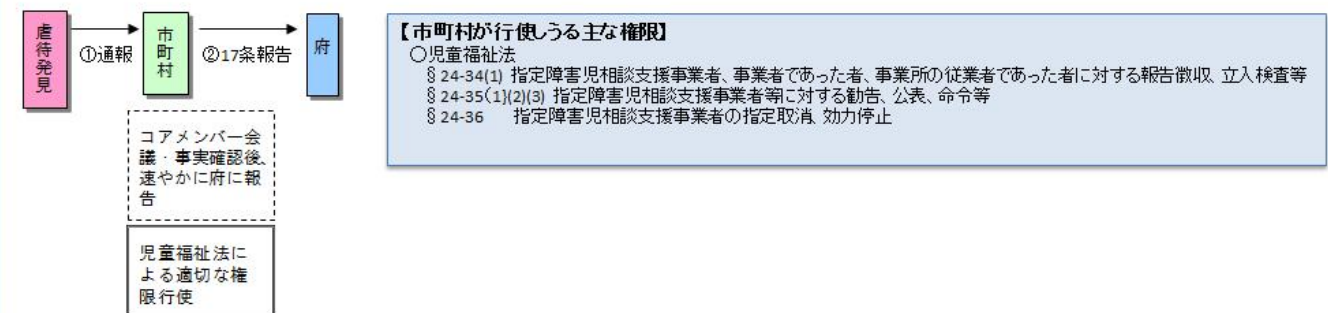 虐待発見
①通報
市町村
②17条報告
府
コアメンバー会
議・事実確認後、
速やかに府に報
告
児童福祉法に
よる適切な権
限行使
【市町村が行使しうる主な権限】
○児童福祉法
§24-34(1) 指定障害児相談支援事業者、事業者であった者、事業所の従業者であった者に対する報告徴収、立入検査等
§24-35(1)(2)(3) 指定障害児相談支援事業者等に対する勧告、公表、命令等
§24-36 指定障害児相談支援事業者の指定取消、効力停止